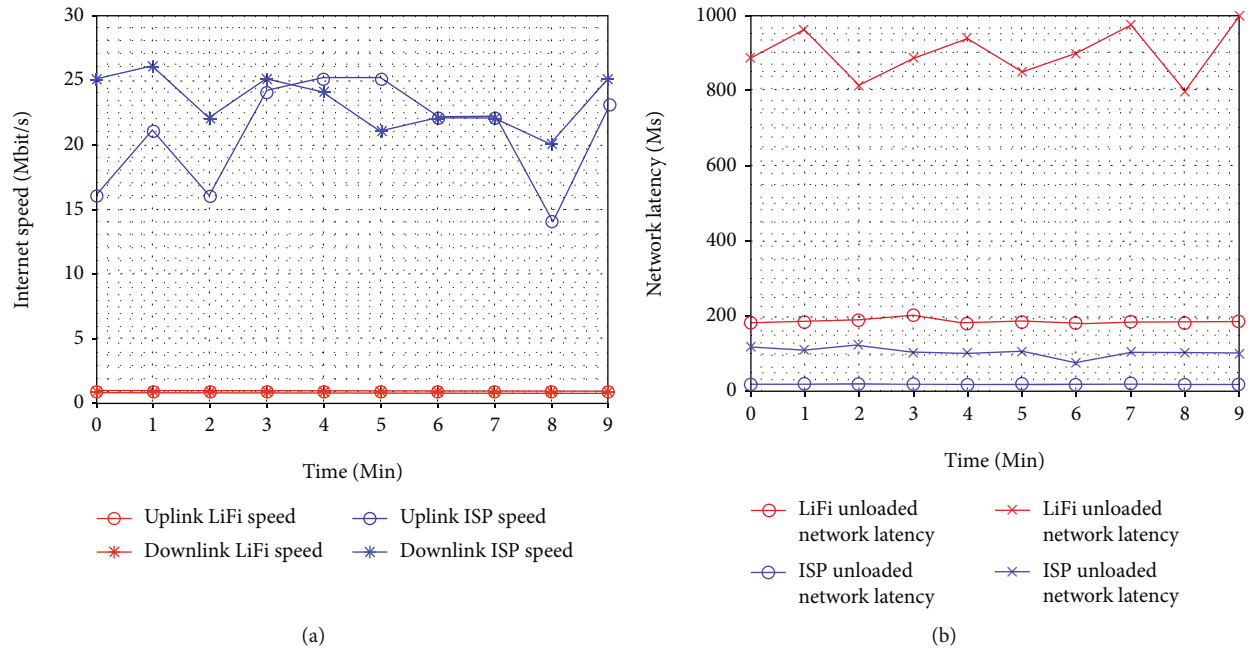 30
25
20
15
10
5
0
Internet speed (Mbit/s)
0 1 2 3 4 5 6 7 8 9
Time (Min)
Uplink LiFi speed
Downlink LiFi speed
Uplink ISP speed
Downlink ISP speed
(a)
1000
800
600
400
200
0
Network latency (Ms)
0 1 2 3 4 5 6 7 8 9
Time (Min)
LiFi unloaded
network latency
ISP unloaded
network latency
LiFi unloaded
network latency
ISP unloaded
network latency
(b)